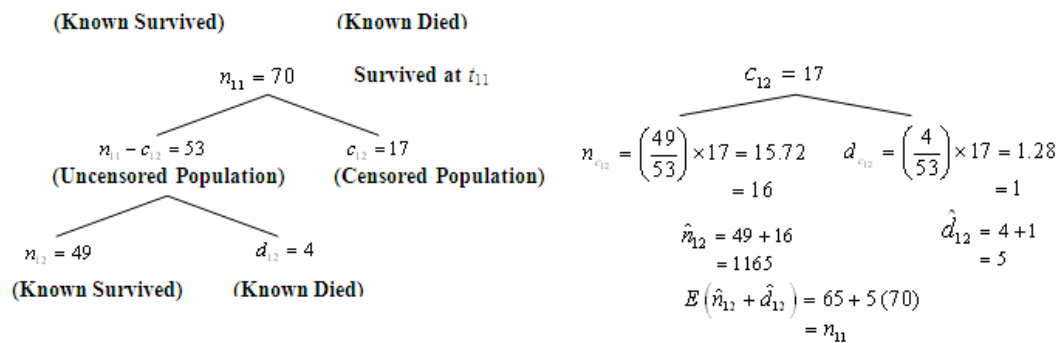 (Known Survived) (Known Died)
n₁₁ = 70 Survived at t₁₁
n₁₁ − c₁₂ = 53 c₁₂ = 17
(Uncensored Population) (Censored Population)
n₁₂ = 49 d₁₂ = 4
(Known Survived) (Known Died)
C₁₂ = 17
n_c₁₂ = (49/53) × 17 = 15.72 d_c₁₂ = (4/53) × 17 = 1.28
= 16 = 1
n̂₁₂ = 49 + 16 d̂₁₂ = 4 + 1
= 1165 = 5
E(n̂₁₂ + d̂₁₂) = 65 + 5(70)
= n₁₁